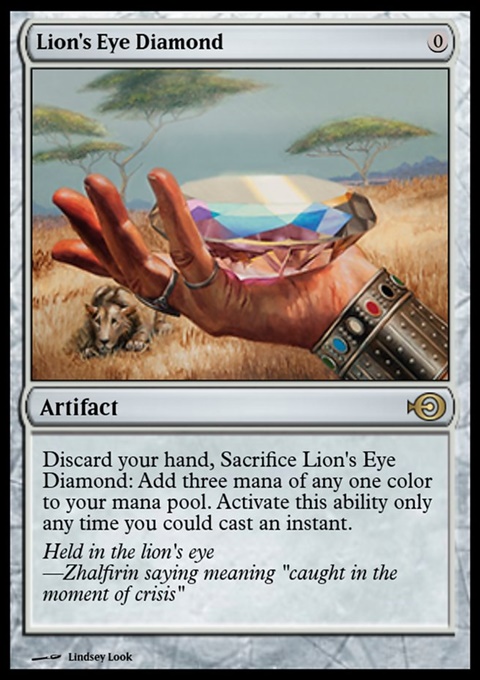 Lion's Eye Diamond 0
Artifact
Discard your hand, Sacrifice Lion's Eye
Diamond: Add three mana of any one color
to your mana pool. Activate this ability only
any time you could cast an instant.
Held in the lion's eye
—Zhalfirin saying meaning "caught in the
moment of crisis"
Lindsey Look